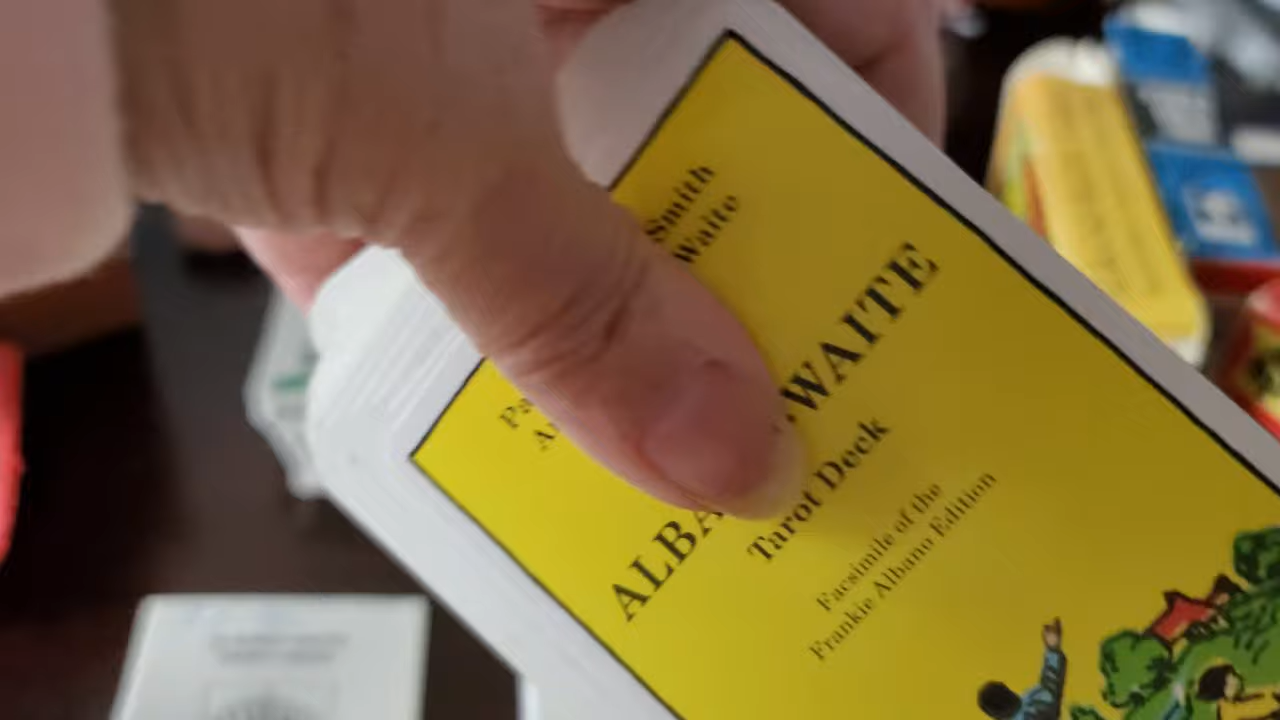 Smith
Waite
ALBA WAITE
Tarot Deck
Facsimile of the
Frankie Albano Edition